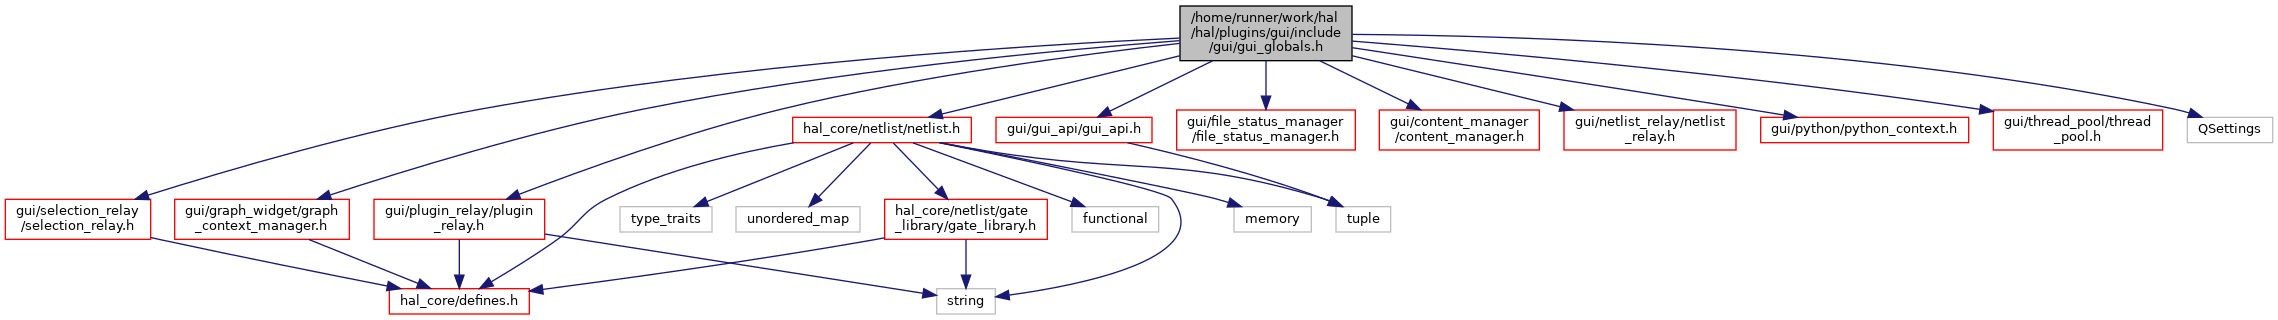 /home/runner/work/hal
/hal/plugins/gui/include
/gui/gui_globals.h
hal_core/netlist/netlist.h
gui/gui_api/gui_api.h
gui/file_status_manager
/file_status_manager.h
gui/content_manager
/content_manager.h
gui/netlist_relay/netlist
_relay.h
gui/python/python_context.h
gui/thread_pool/thread
_pool.h
QSettings
gui/selection_relay
/selection_relay.h
gui/graph_widget/graph
_context_manager.h
gui/plugin_relay/plugin
_relay.h
type_traits
unordered_map
hal_core/netlist/gate
_library/gate_library.h
functional
memory
tuple
hal_core/defines.h
string